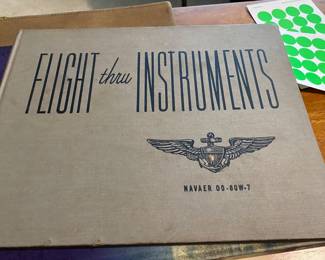 FLIGHT thru INSTRUMENTS
NAVAER 00-80W-7